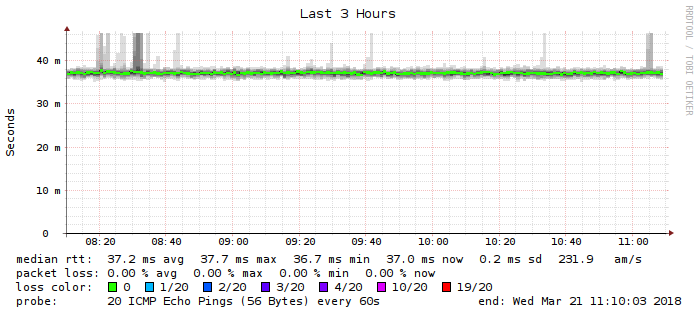 Last 3 Hours
RRDTOOL / TOBI OETIKER
Seconds
40 m
30 m
20 m
10 m
0
08:20 08:40 09:00 09:20 09:40 10:00 10:20 10:40 11:00
median rtt: 37.2 ms avg 37.7 ms max 36.7 ms min 37.0 ms now 0.2 ms sd 231.9 am/s
packet loss: 0.00 % avg 0.00 % max 0.00 % min 0.00 % now
loss color: 0 1/20 2/20 3/20 4/20 10/20 19/20
probe: 20 ICMP Echo Pings (56 Bytes) every 60s end: Wed Mar 21 11:10:03 2018